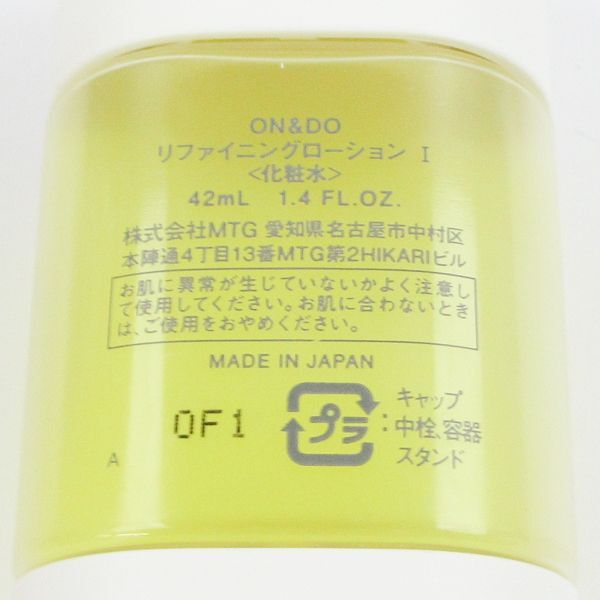 ON&DO
リファイニングローション I
<化粧水>
42mL 1.4 FL.OZ.
株式会社MTG 愛知県名古屋市中村区
本陣通4丁目13番MTG第2HIKARIビル
お肌に異常が生じていないかよく注意し
て使用してください。お肌に合わないとき
は、ご使用をおやめください。
MADE IN JAPAN
0F1
プラ
:
キャップ
中栓、容器
スタンド
A